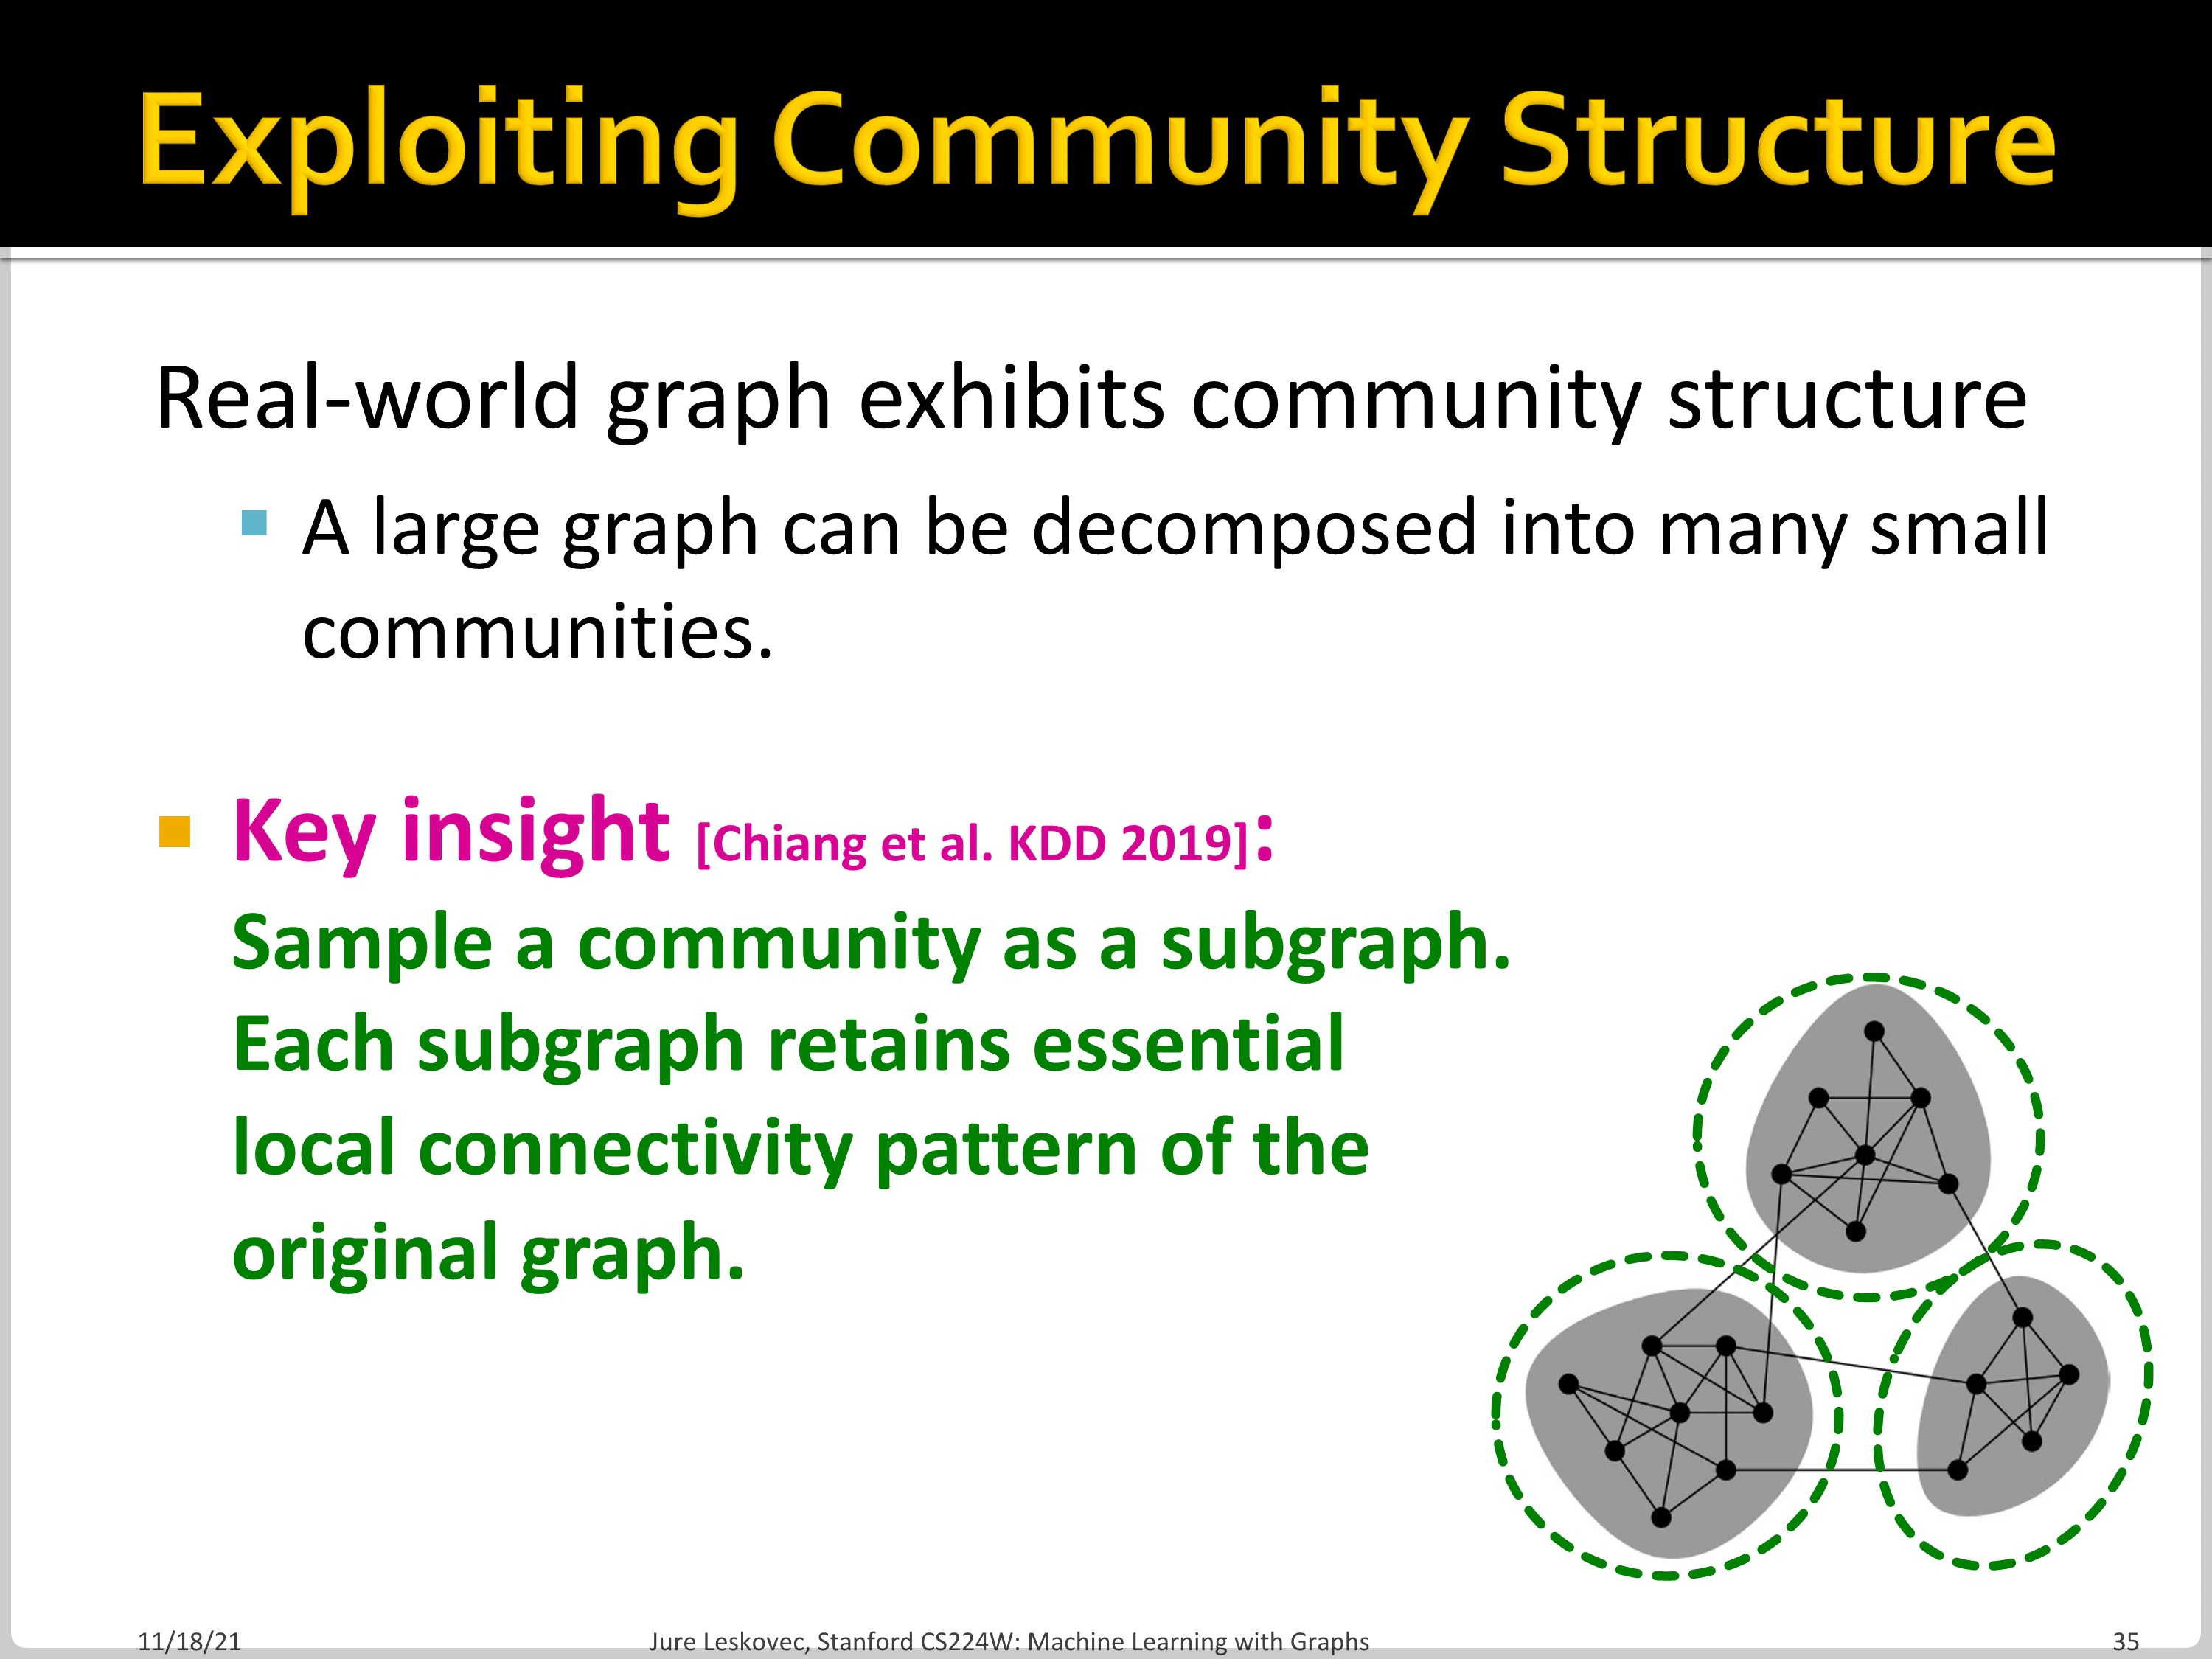 Exploiting Community Structure
Real-world graph exhibits community structure
A large graph can be decomposed into many small
communities.
Key insight [Chiang et al. KDD 2019]:
Sample a community as a subgraph.
Each subgraph retains essential
local connectivity pattern of the
original graph.
11/18/21
Jure Leskovec, Stanford CS224W: Machine Learning with Graphs
35